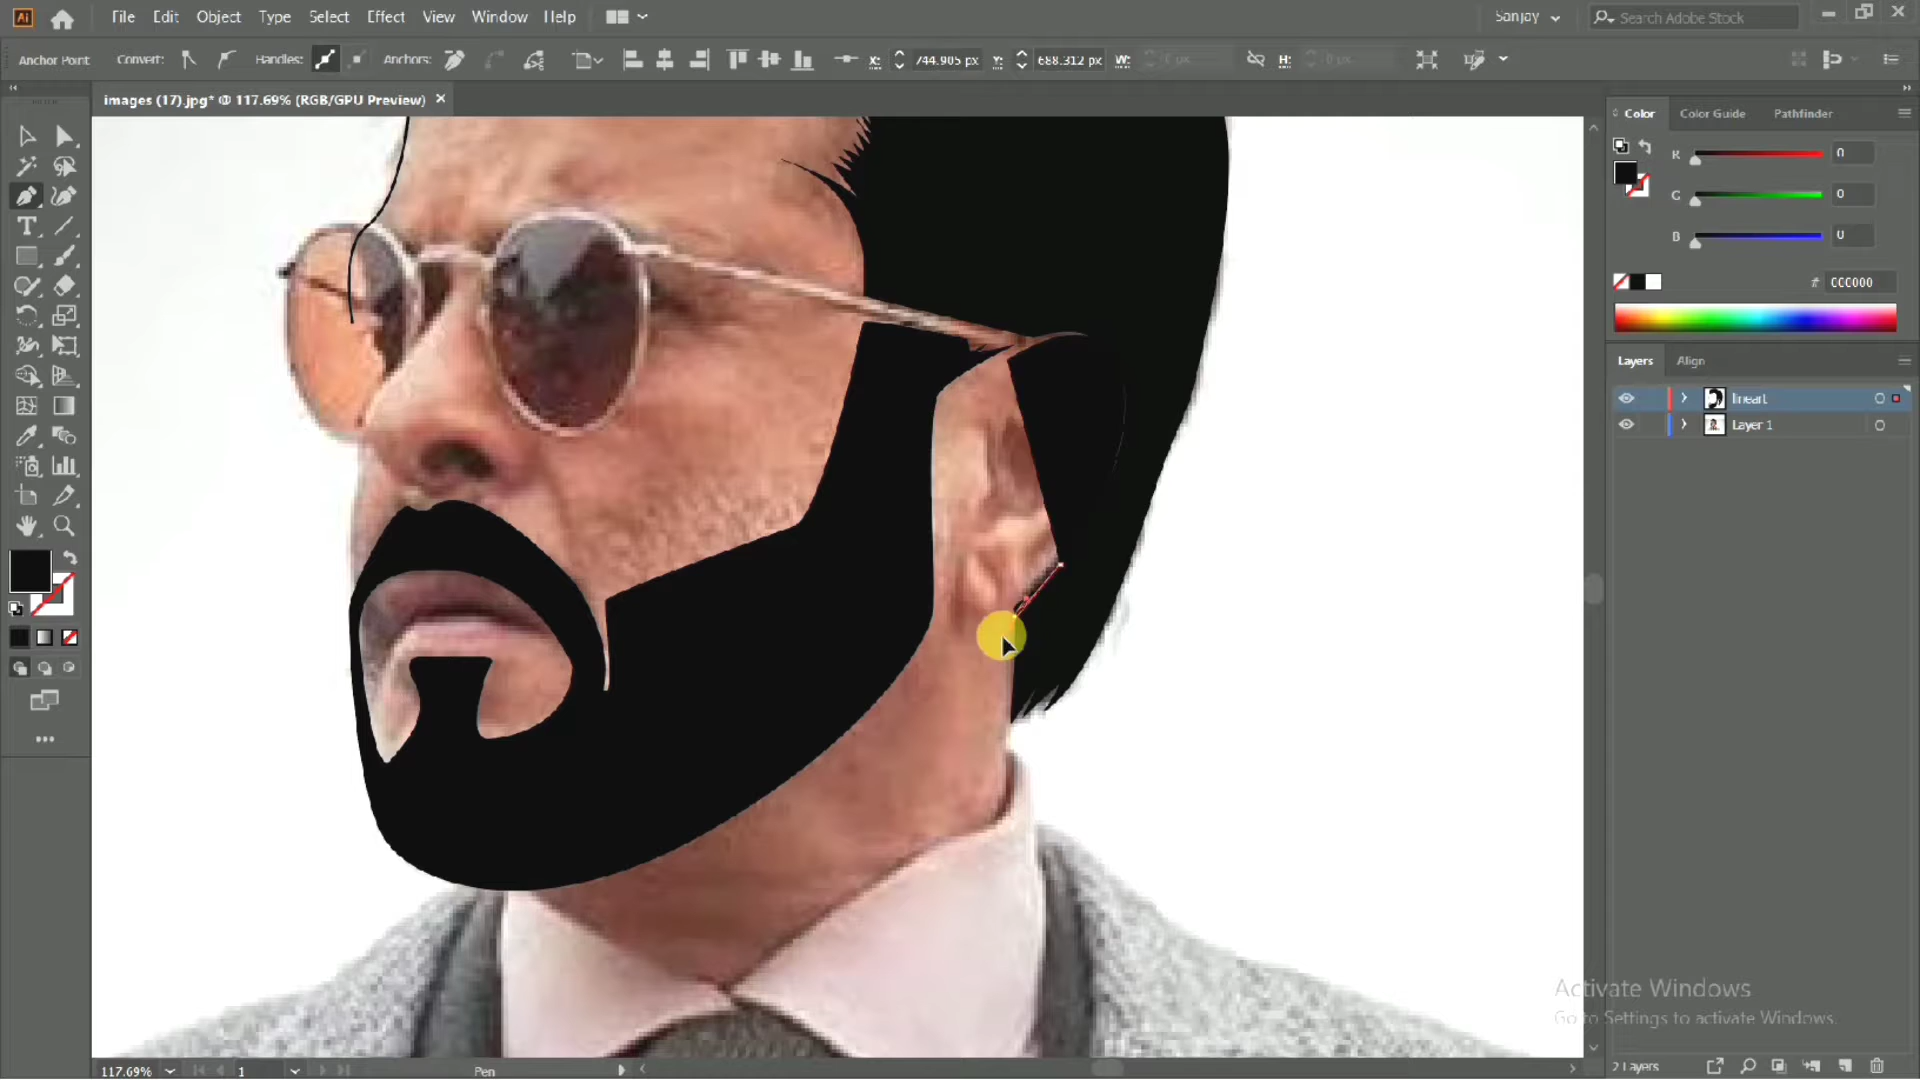 Ai File Edit Object Type Select Effect View Window Help Sanjay Search Adobe Stock
Anchor Point Convert: Handles: Anchors: X: 744.905 px Y: 688.312 px W: 0 px H: 0 px
images (17).jpg* @ 117.69% (RGB/GPU Preview)
Color Color Guide Pathfinder
R 0
G 0
B 0
# 000000
Layers Align
lineart
Layer 1
Activate Windows
Go to Settings to activate Windows.
117.69% 1 Pen 2 Layers